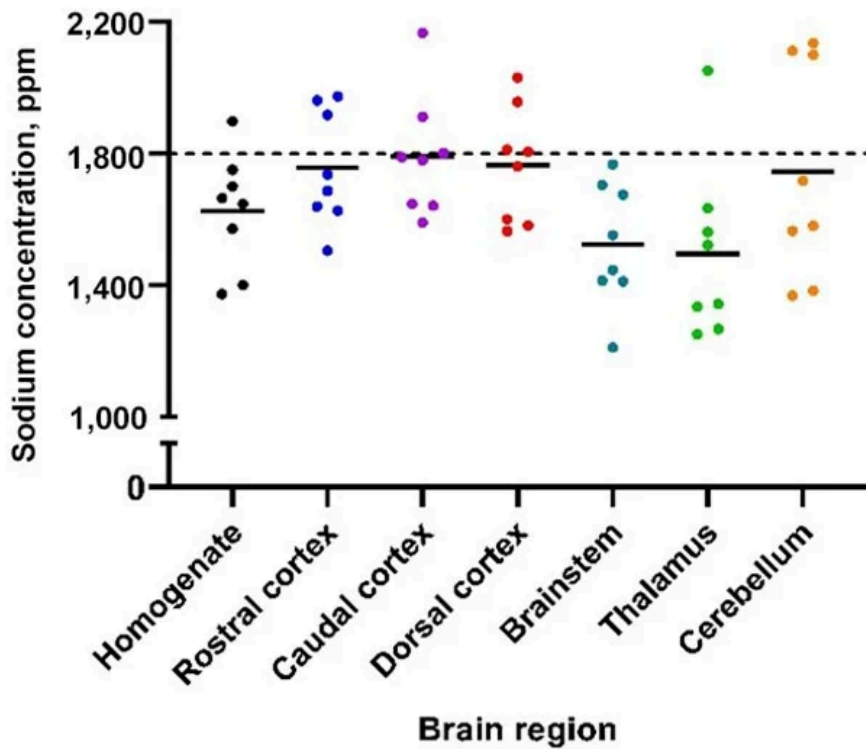 Sodium concentration, ppm
2,200
1,800
1,400
1,000
0
Homogenate
Rostral cortex
Caudal cortex
Dorsal cortex
Brainstem
Thalamus
Cerebellum
Brain region